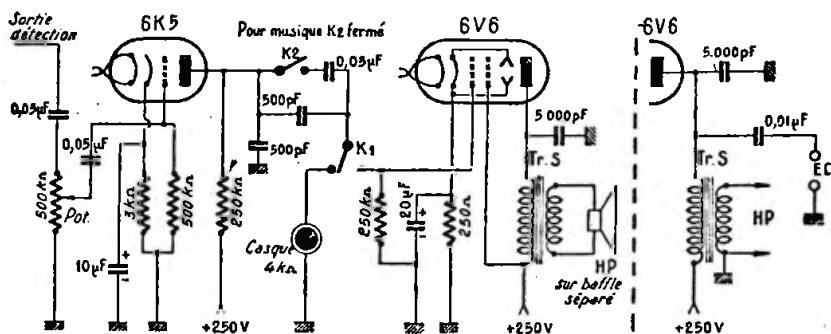 Sortie
détection
6K5
Pour musique K2 fermé
K2
0,03µF
6V6
-6V6
5.000pF
0,05µF
0,05µF
500pF
500pF
K1
5 000pF
0,01µF
Tr.S
Tr.S
EC
500kΩ
Pot.
3kΩ
500kΩ
250kΩ
250kΩ
20µF
+
-
250Ω
10µF
+
-
Casque
4kΩ
HP
sur baffle
séparé
HP
+250V
+250V
+250V